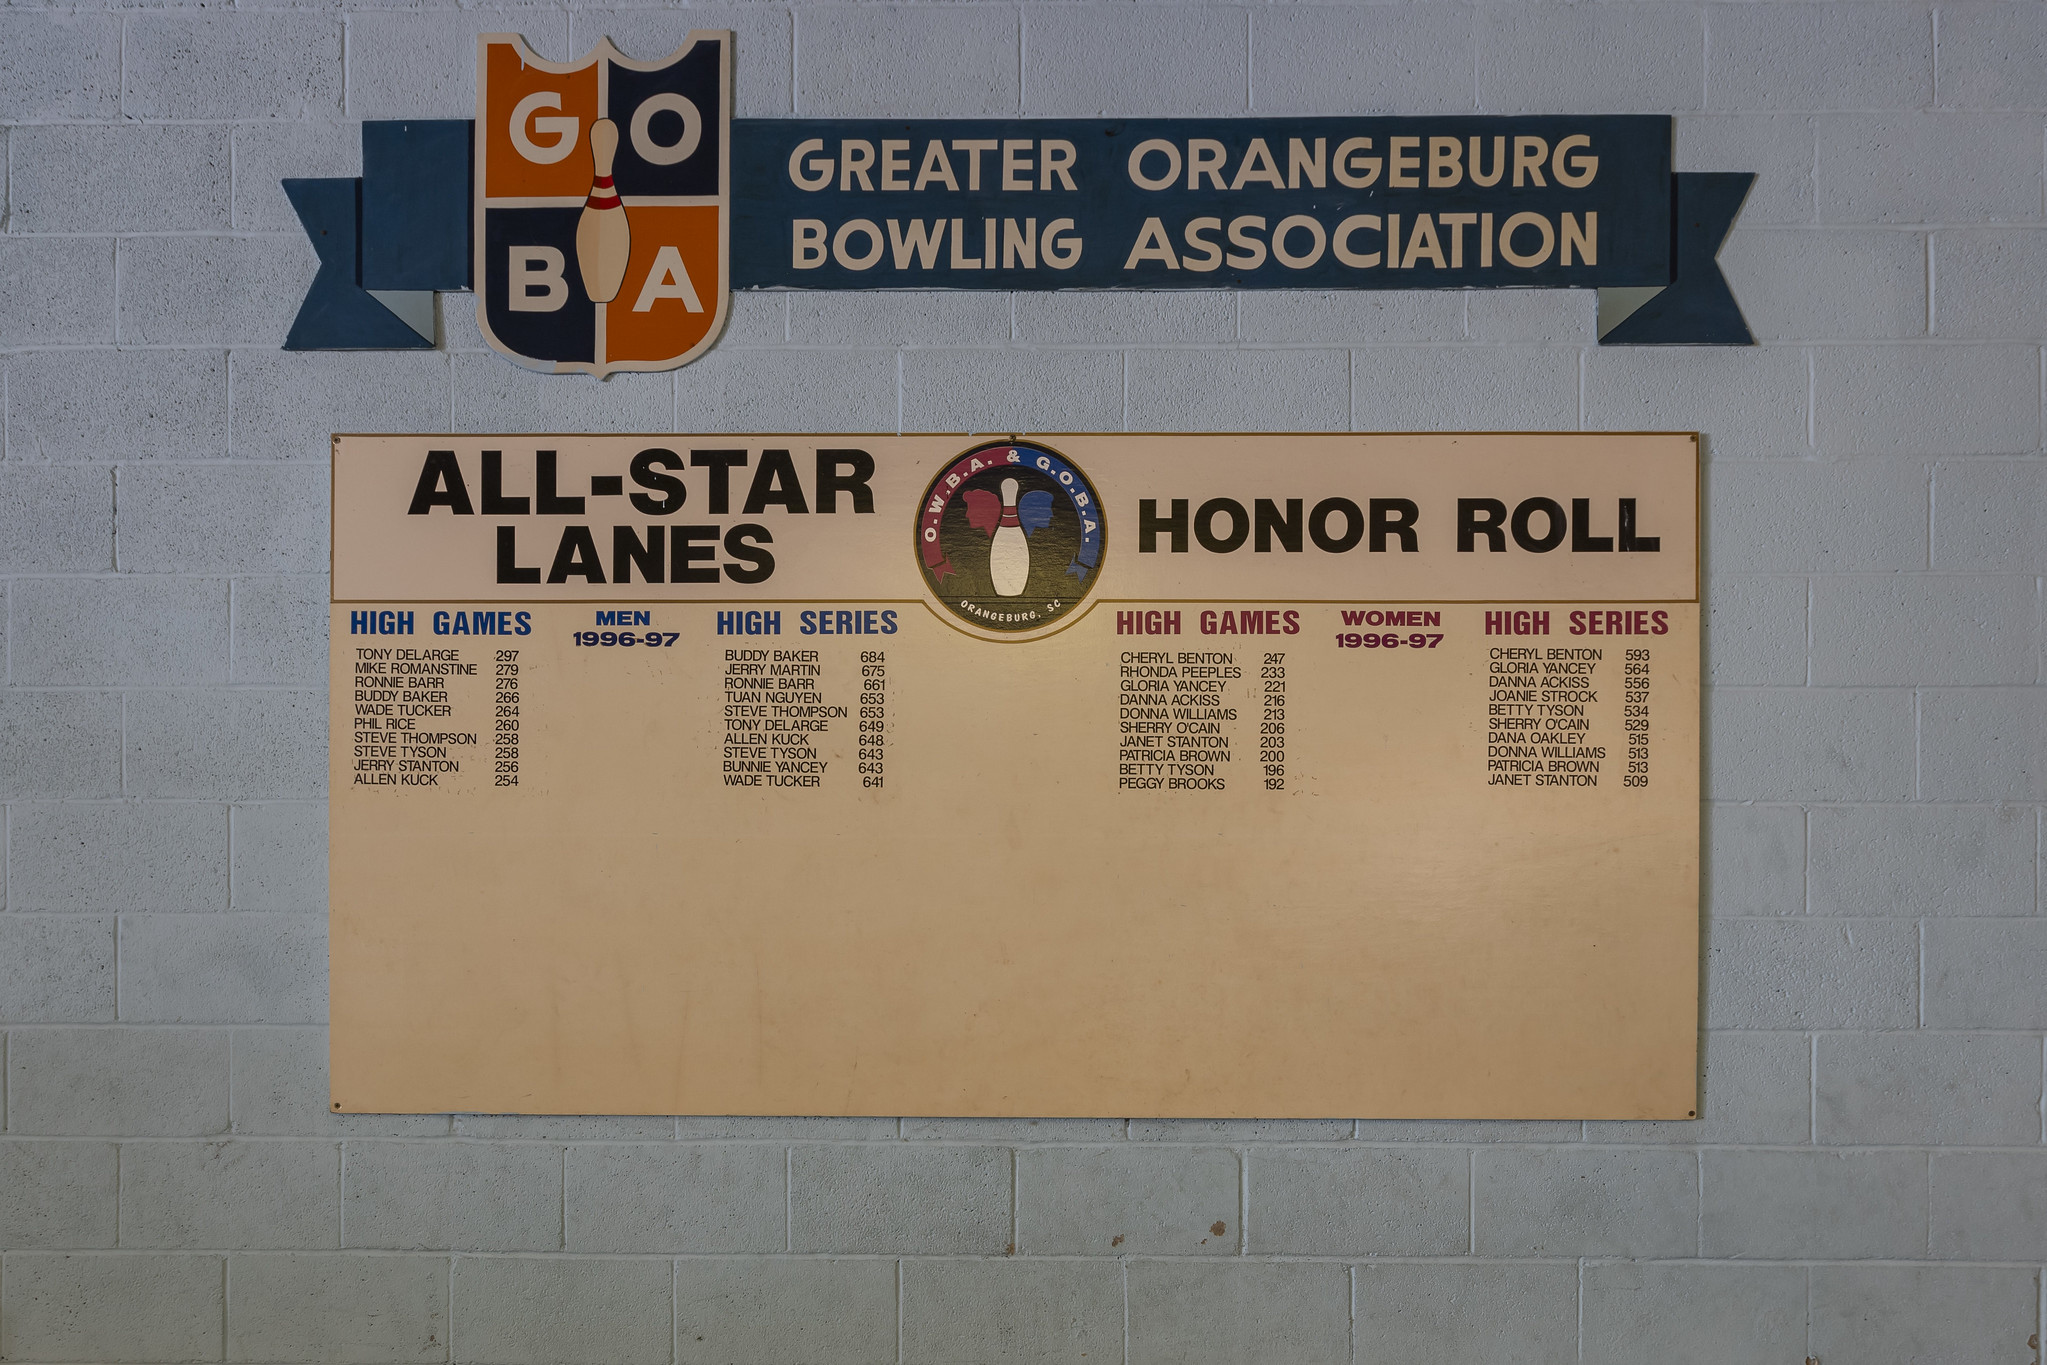 GO
BA
GREATER ORANGEBURG
BOWLING ASSOCIATION
ALL-STAR
LANES
O.W.B.A. & G.O.B.A.
ORANGEBURG, SC
HONOR ROLL
HIGH GAMES
TONY DELARGE 297
MIKE ROMANSTINE 279
RONNIE BARR 276
BUDDY BAKER 266
WADE TUCKER 264
PHIL RICE 260
STEVE THOMPSON 258
STEVE TYSON 258
JERRY STANTON 256
ALLEN KUCK 254
MEN
1996-97
HIGH SERIES
BUDDY BAKER 684
JERRY MARTIN 675
RONNIE BARR 661
TUAN NGUYEN 653
STEVE THOMPSON 653
TONY DELARGE 649
ALLEN KUCK 648
STEVE TYSON 643
BUNNIE YANCEY 643
WADE TUCKER 641
HIGH GAMES
CHERYL BENTON 247
RHONDA PEEPLES 233
GLORIA YANCEY 221
DANNA ACKISS 216
DONNA WILLIAMS 213
SHERRY O'CAIN 206
JANET STANTON 203
PATRICIA BROWN 200
BETTY TYSON 196
PEGGY BROOKS 192
WOMEN
1996-97
HIGH SERIES
CHERYL BENTON 593
GLORIA YANCEY 564
DANNA ACKISS 556
JOANIE STROCK 537
BETTY TYSON 534
SHERRY O'CAIN 529
DANA OAKLEY 515
DONNA WILLIAMS 513
PATRICIA BROWN 513
JANET STANTON 509